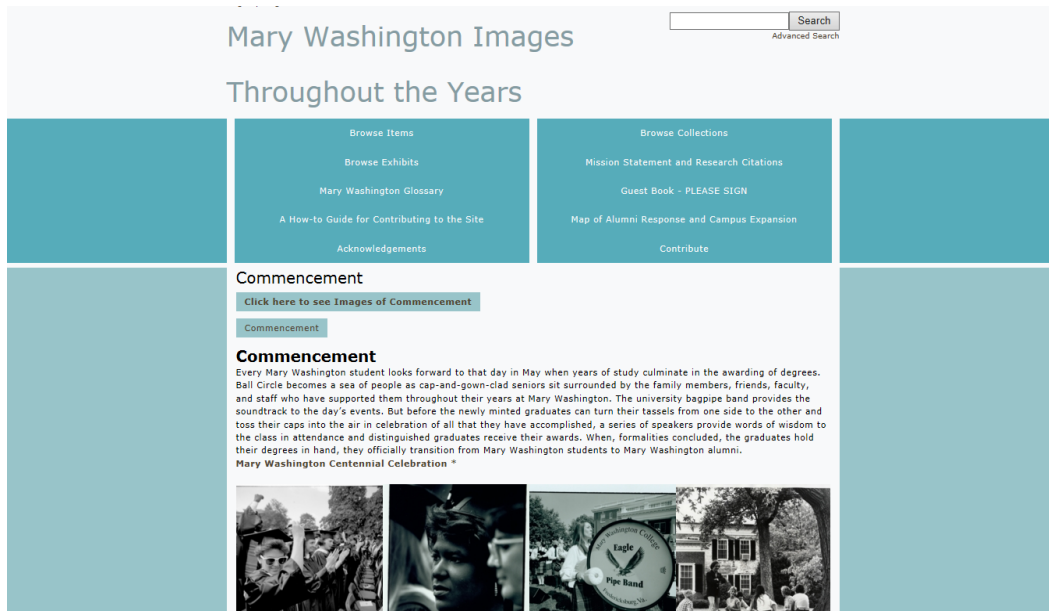 Mary Washington Images
Throughout the Years
Search
Advanced Search
Browse Items
Browse Collections
Browse Exhibits
Mission Statement and Research Citations
Mary Washington Glossary
Guest Book - PLEASE SIGN
A How-to Guide for Contributing to the Site
Map of Alumni Response and Campus Expansion
Acknowledgements
Contribute
Commencement
Click here to see Images of Commencement
Commencement
Commencement
Every Mary Washington student looks forward to that day in May when years of study culminate in the awarding of degrees.
Ball Circle becomes a sea of people as cap-and-gown-clad seniors sit surrounded by the family members, friends, faculty,
and staff who have supported them throughout their years at Mary Washington. The university bagpipe band provides the
soundtrack to the day's events. But before the newly minted graduates can turn their tassels from one side to the other and
toss their caps into the air in celebration of all that they have accomplished, a series of speakers provide words of wisdom to
the class in attendance and distinguished graduates receive their awards. When, formalities concluded, the graduates hold
their degrees in hand, they officially transition from Mary Washington students to Mary Washington alumni.
Mary Washington Centennial Celebration *
Mary Washington College
Eagle
Pipe Band
Fredericksburg, Va.